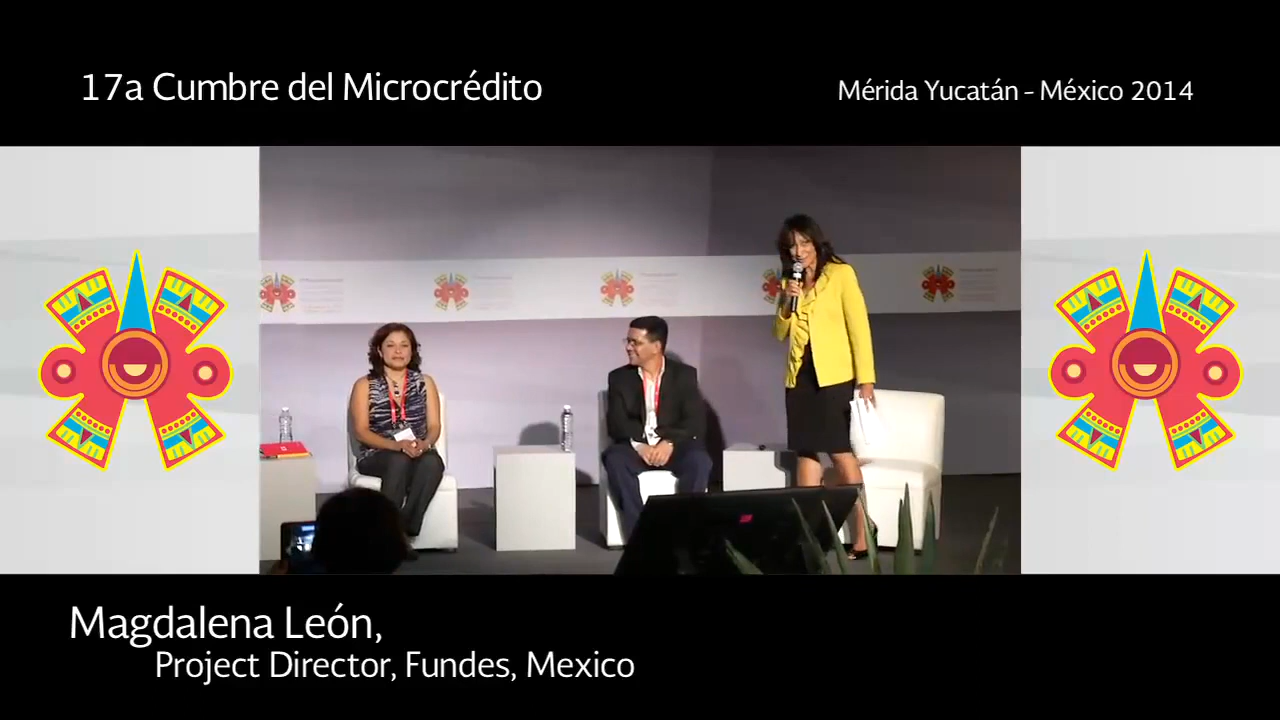 17a Cumbre del Microcrédito
Mérida Yucatán - México 2014
Magdalena León,
Project Director, Fundes, Mexico